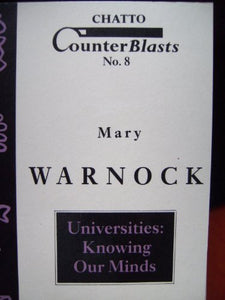 CHATTO
CounterBlasts
No. 8
Mary
WARNOCK
Universities:
Knowing
Our Minds